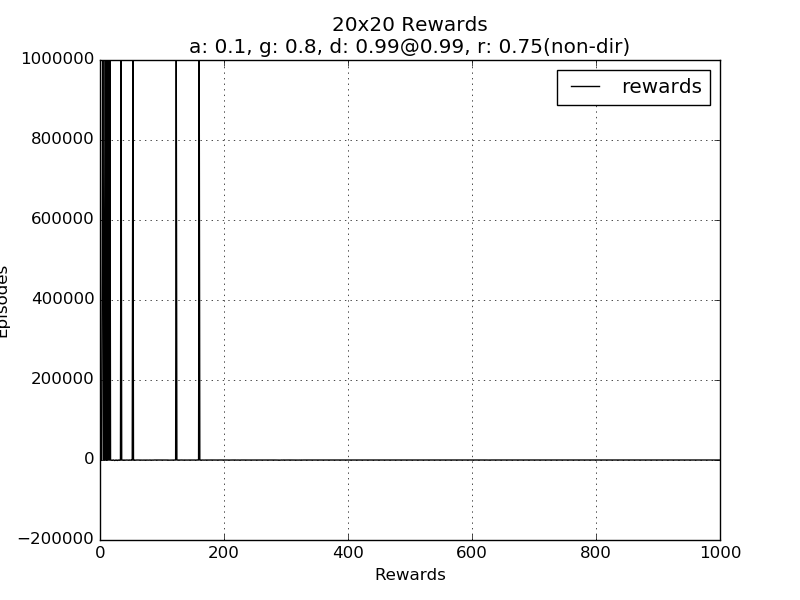 20x20 Rewards
a: 0.1, g: 0.8, d: 0.99@0.99, r: 0.75(non-dir)
1000000
rewards
800000
600000
400000
Episodes
200000
0
−200000
0 200 400 600 800 1000
Rewards